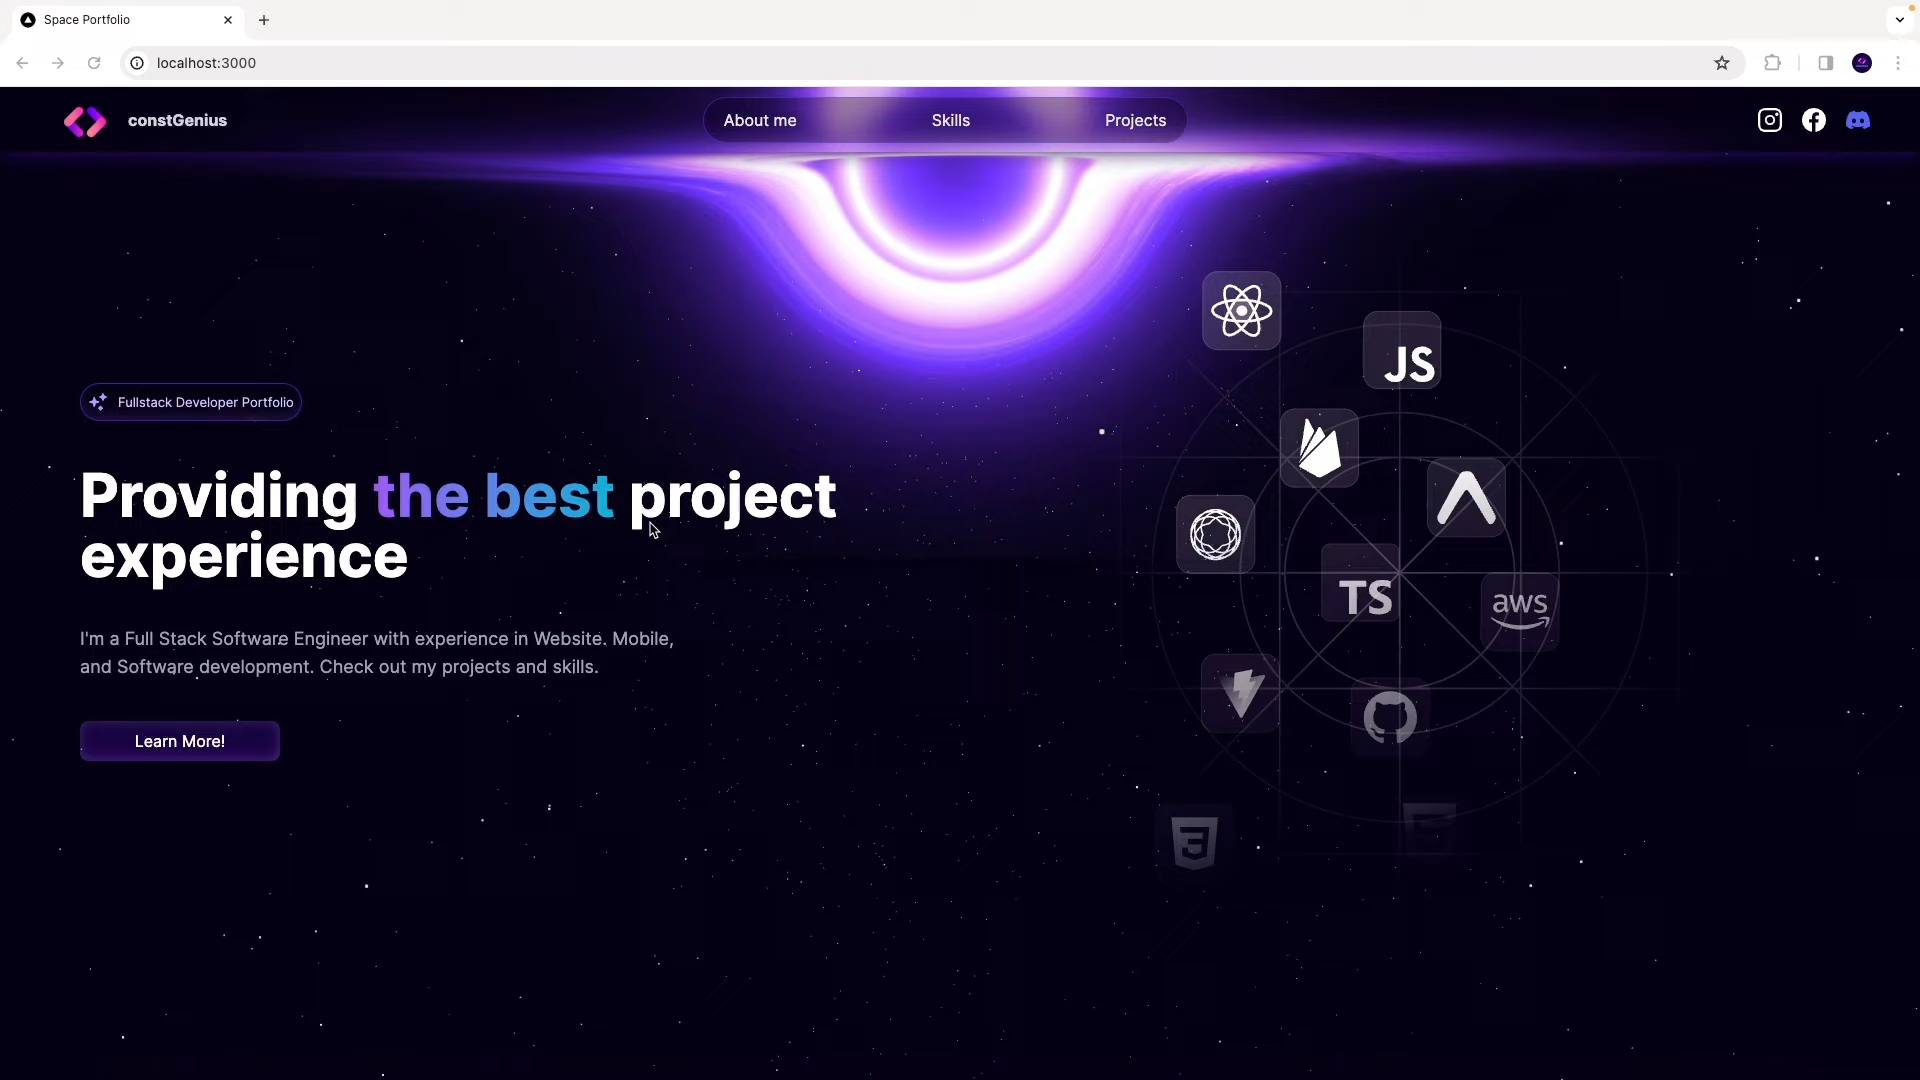 Space Portfolio
localhost:3000
constGenius
About me
Skills
Projects
JS
Fullstack Developer Portfolio
Providing the best project
experience
TS
aws
I'm a Full Stack Software Engineer with experience in Website. Mobile,
and Software development. Check out my projects and skills.
Learn More!
3
5